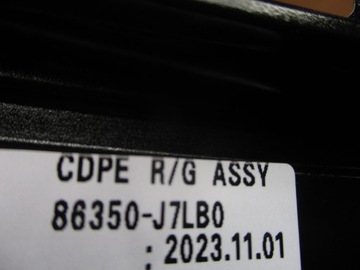 CDPE R/G ASSY
86350-J7LB0
: 2023.11.01